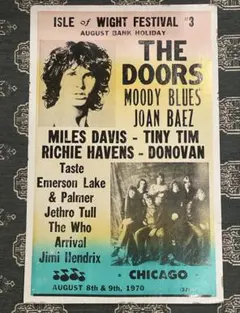 ISLE of WIGHT FESTIVAL #3
AUGUST BANK HOLIDAY
THE
DOORS
MOODY BLUES
JOAN BAEZ
MILES DAVIS - TINY TIM
RICHIE HAVENS - DONOVAN
Taste
Emerson Lake
& Palmer
Jethro Tull
The Who
Arrival
Jimi Hendrix
· CHICAGO ·
AUGUST 8th & 9th, 1970